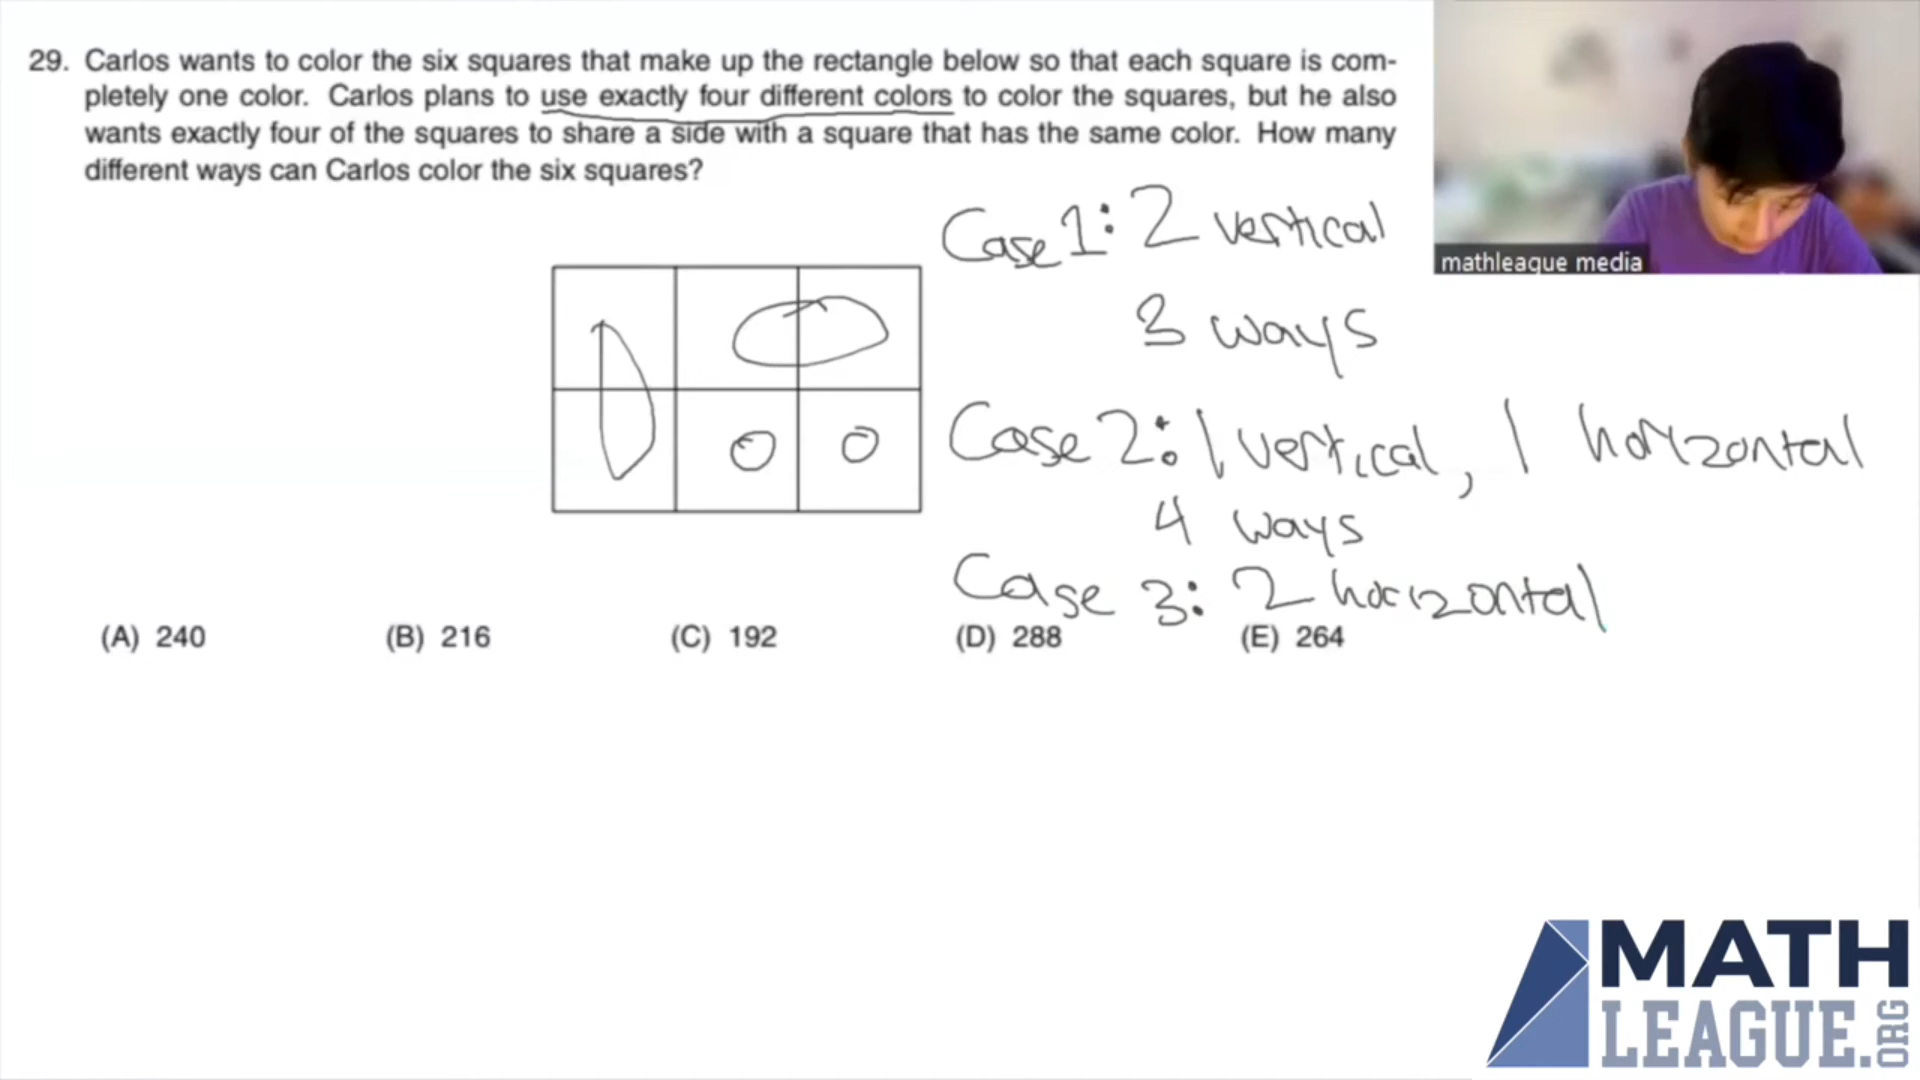 29. Carlos wants to color the six squares that make up the rectangle below so that each square is com-
pletely one color. Carlos plans to use exactly four different colors to color the squares, but he also
wants exactly four of the squares to share a side with a square that has the same color. How many
different ways can Carlos color the six squares?
Case 1: 2 vertical
3 ways
Case 2: 1 vertical, 1 horizontal
4 ways
Case 3: 2 horizontal
(A) 240 (B) 216 (C) 192 (D) 288 (E) 264
mathleague media
MATH
LEAGUE.ORG